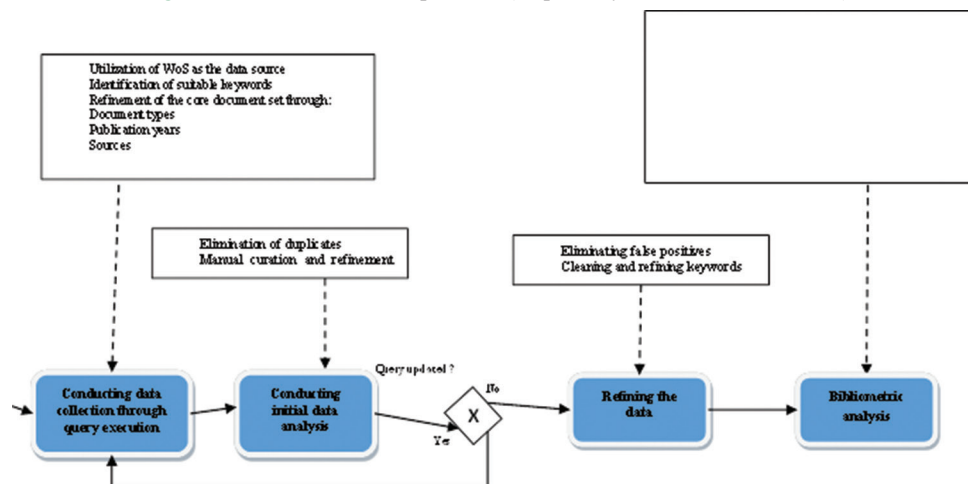 Utilization of WoS as the data source
Identification of suitable keywords
Refinement of the core document set through:
Document types
Publication years
Sources
Elimination of duplicates
Manual curation and refinement
Eliminating false positives
Cleaning and refining keywords
Conducting data
collection through
query execution
Conducting
initial data
analysis
Query updated ?
No
X
Yes
Refining the
data
Bibliometric
analysis